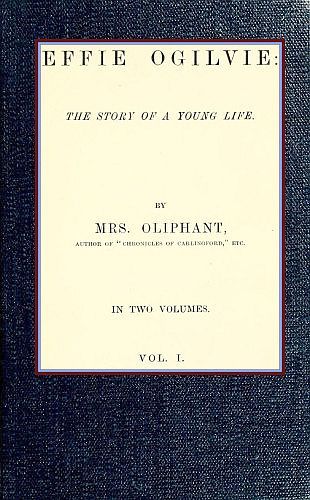 EFFIE OGILVIE:
THE STORY OF A YOUNG LIFE.
BY
MRS. OLIPHANT,
AUTHOR OF "CHRONICLES OF CARLINGFORD," ETC.
IN TWO VOLUMES.
VOL. I.